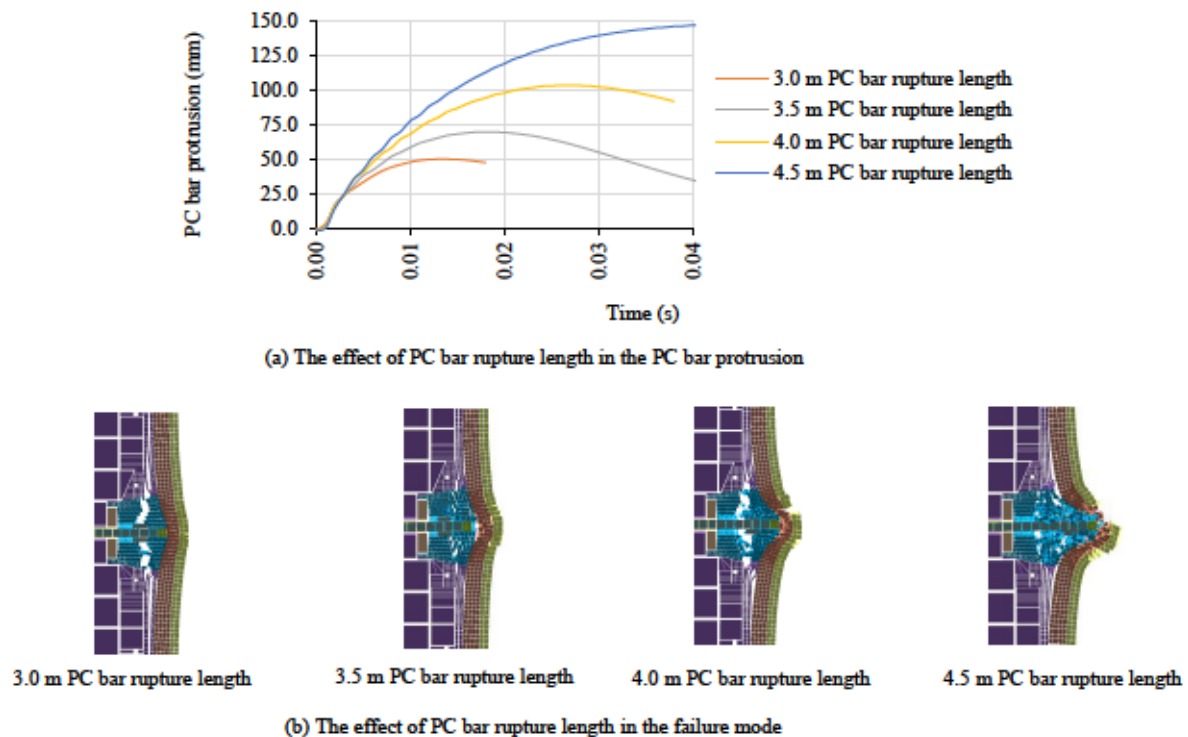 150.0
125.0
100.0
75.0
50.0
25.0
0.0
PC bar protrusion (mm)
0.00
0.01
0.02
0.03
0.04
Time (s)
3.0 m PC bar rupture length
3.5 m PC bar rupture length
4.0 m PC bar rupture length
4.5 m PC bar rupture length
(a) The effect of PC bar rupture length in the PC bar protrusion
3.0 m PC bar rupture length
3.5 m PC bar rupture length
4.0 m PC bar rupture length
4.5 m PC bar rupture length
(b) The effect of PC bar rupture length in the failure mode